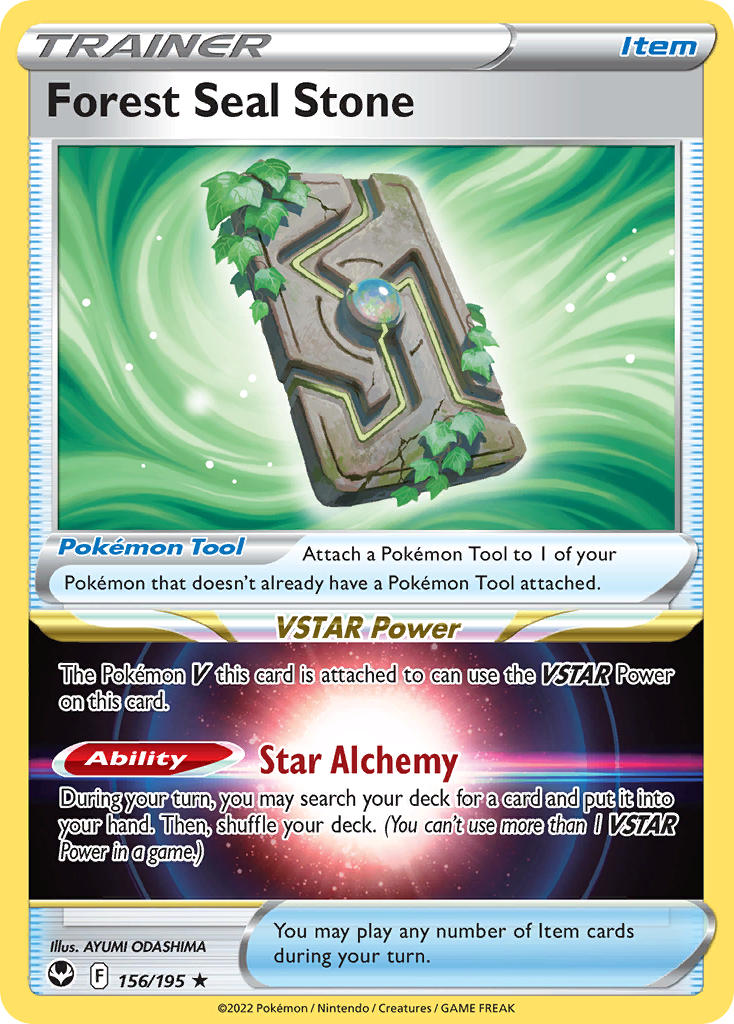 TRAINER
Item
Forest Seal Stone
Pokémon Tool
Attach a Pokémon Tool to 1 of your
Pokémon that doesn't already have a Pokémon Tool attached.
VSTAR Power
The Pokémon V this card is attached to can use the VSTAR Power
on this card.
Ability
Star Alchemy
During your turn, you may search your deck for a card and put it into
your hand. Then, shuffle your deck. (You can't use more than 1 VSTAR
Power in a game.)
Illus. AYUMI ODASHIMA
F
156/195 ★
You may play any number of Item cards
during your turn.
©2022 Pokémon / Nintendo / Creatures / GAME FREAK